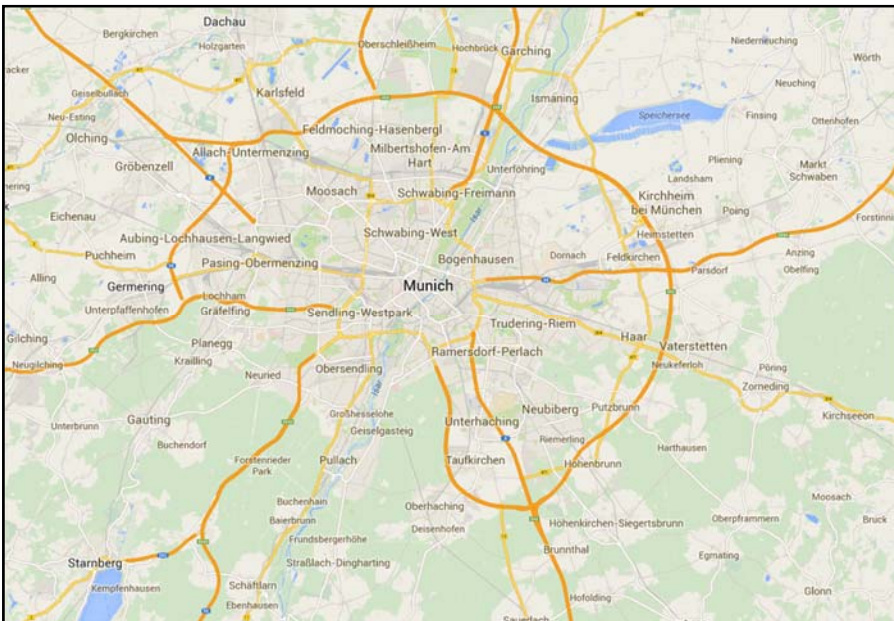 Dachau
Bergkirchen
Holzgarten
Oberschleißheim
Hochbrück
Garching
Niederneuching
Wörth
Neuching
Geiselbullach
Karlsfeld
Ismaning
Speichersee
Finsing
Ottenhofen
Neu-Esting
Olching
Feldmoching-Hasenbergl
Allach-Untermenzing
Milbertshofen-Am
Hart
Gröbenzell
Unterföhring
Pliening
Markt
Schwaben
Landsham
Moosach
Schwabing-Freimann
Kirchheim
bei München
Poing
Forstinning
Eichenau
Isar
Aubing-Lochhausen-Langwied
Schwabing-West
Heimstetten
Puchheim
Bogenhausen
Dornach
Feldkirchen
Anzing
Obelfing
Parsdorf
Alling
Pasing-Obermenzing
Germering
Munich
Lochham
Unterpfaffenhofen
Gräfelfing
Sendling-Westpark
Trudering-Riem
Haar
Vaterstetten
Gilching
Planegg
Krailling
Ramersdorf-Perlach
Neugilching
Neuried
Obersendling
Isar
Neukeferloh
Pöring
Zorneding
Großhesselohe
Neubiberg
Putzbrunn
Kirchseeon
Gauting
Unterbrunn
Geiselgasteig
Unterhaching
Buchendorf
Riemerling
Harthausen
Forstenrieder
Park
Pullach
Taufkirchen
Höhenbrunn
Buchenhain
Baierbrunn
Oberhaching
Deisenhofen
Höhenkirchen-Siegertsbrunn
Oberpframmern
Moosach
Bruck
Frundsbergerhöhe
Brunnthal
Egmating
Starnberg
Straßlach-Dingharting
Kempfenhausen
Schäftlarn
Hofolding
Glonn
Ebenhausen
Sauerlach